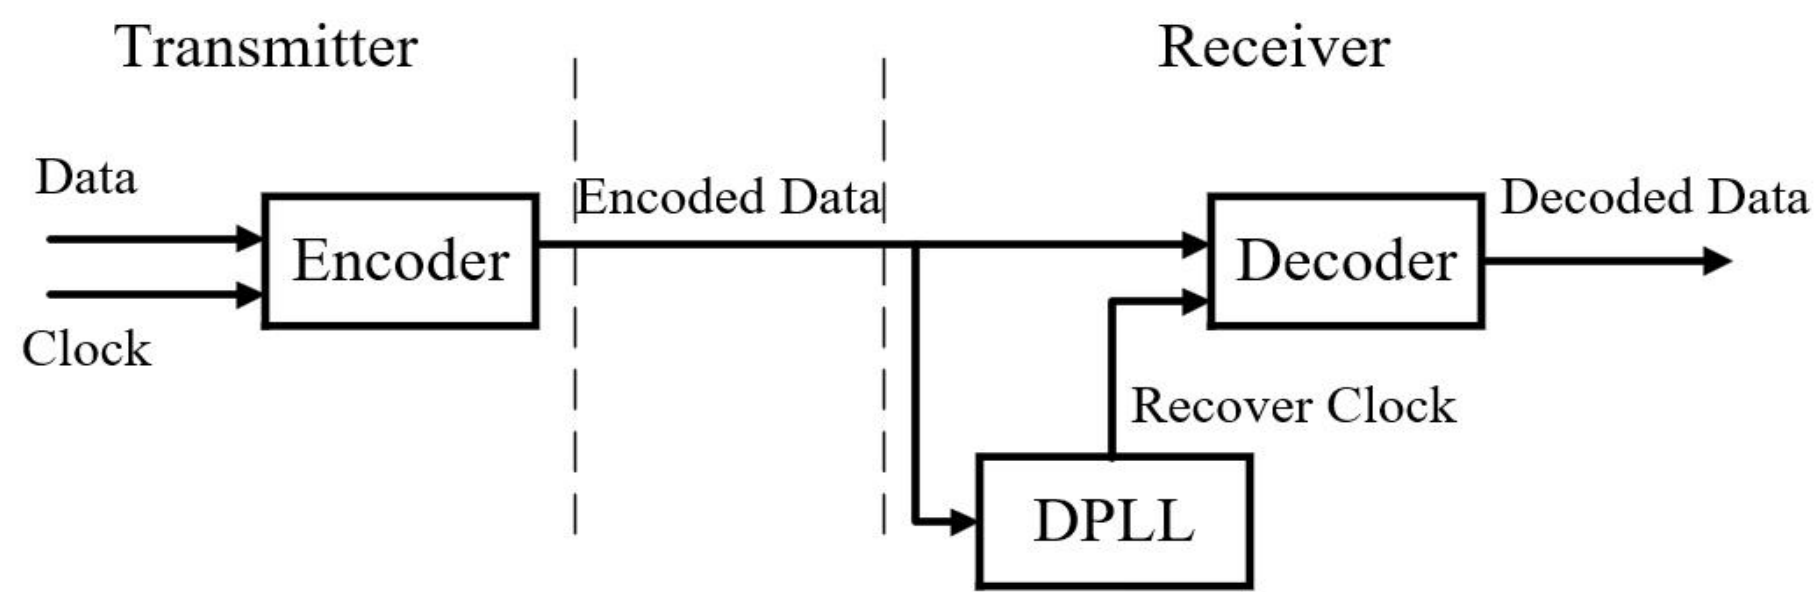 Transmitter
Receiver
Data
Encoded Data
Decoded Data
Encoder
Decoder
Clock
Recover Clock
DPLL